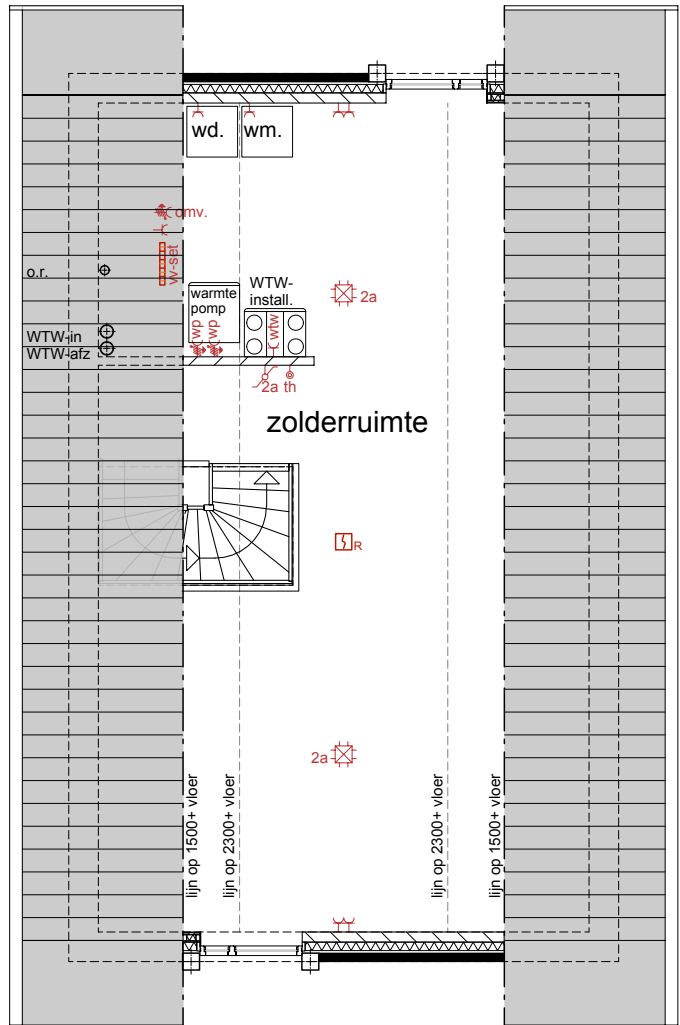 wd.
wm.
omv.
vv-set
o.r.
warmte
pomp
WTW-
install.
2a
wp
wp
wtw
WTW-in
WTW-afz
2a th
zolderruimte
R
2a
lijn op 1500+ vloer
lijn op 2300+ vloer
lijn op 2300+ vloer
lijn op 1500+ vloer